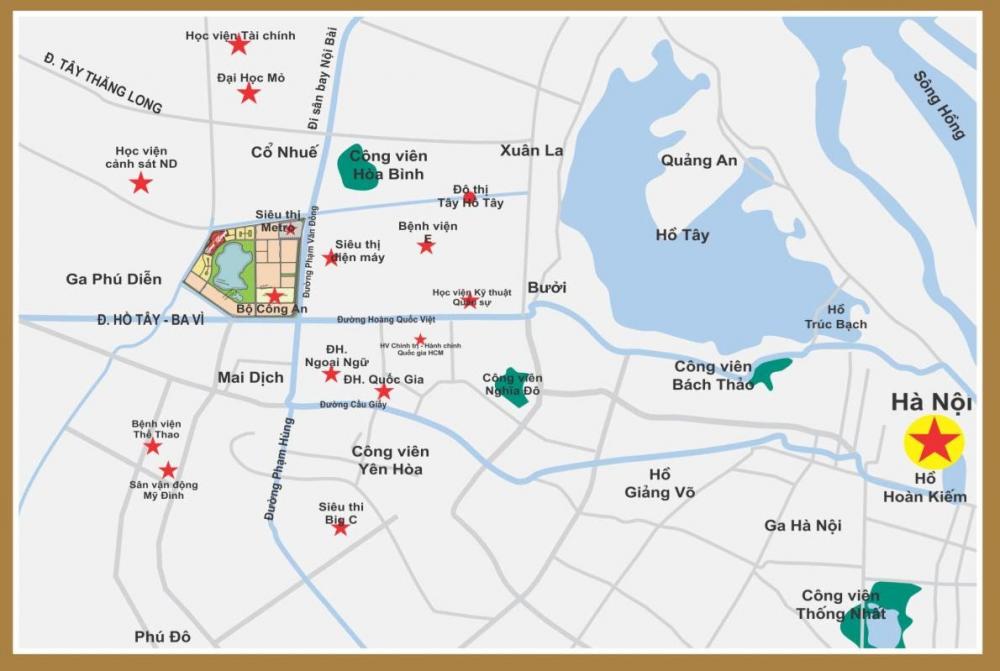 Học viện Tài chính
Đại Học Mỏ
Đ. TÂY THĂNG LONG
Đi sân bay Nội Bài
Sông Hồng
Học viện
cảnh sát ND
Cổ Nhuế
Công viên
Hòa Bình
Xuân La
Quảng An
Đô thị
Tây Hồ Tây
Siêu thị
Metro
Đường Phạm Văn Đồng
Siêu thị
điện máy
Bệnh viện
E
Hồ Tây
Ga Phú Diễn
Bộ Công An
Học viện Kỹ thuật
Quân sự
Bưởi
Đ. HỒ TÂY - BA VÌ
Đường Hoàng Quốc Việt
Hồ
Trúc Bạch
HV Chính trị - Hành chính
Quốc gia HCM
ĐH.
Ngoại Ngữ
ĐH. Quốc Gia
Mai Dịch
Công viên
Nghĩa Đô
Công viên
Bách Thảo
Đường Cầu Giấy
Hà Nội
Bệnh viện
Thể Thao
Sân vận động
Mỹ Đình
Đường Phạm Hùng
Công viên
Yên Hòa
Hồ
Giảng Võ
Hồ
Hoàn Kiếm
Siêu thi
Big C
Ga Hà Nội
Công viên
Thống Nhất
Phú Đô